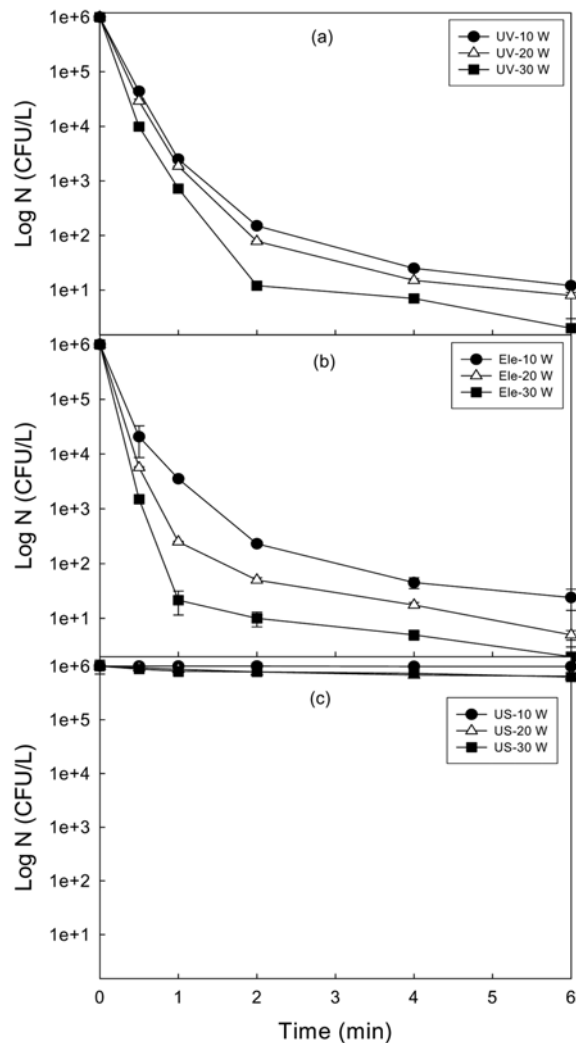 1e+6
1e+5
1e+4
1e+3
1e+2
1e+1
Log N (CFU/L)
(a)
UV-10 W
UV-20 W
UV-30 W
1e+6
1e+5
1e+4
1e+3
1e+2
1e+1
Log N (CFU/L)
(b)
Ele-10 W
Ele-20 W
Ele-30 W
1e+6
1e+5
1e+4
1e+3
1e+2
1e+1
Log N (CFU/L)
(c)
US-10 W
US-20 W
US-30 W
0 1 2 3 4 5 6
Time (min)